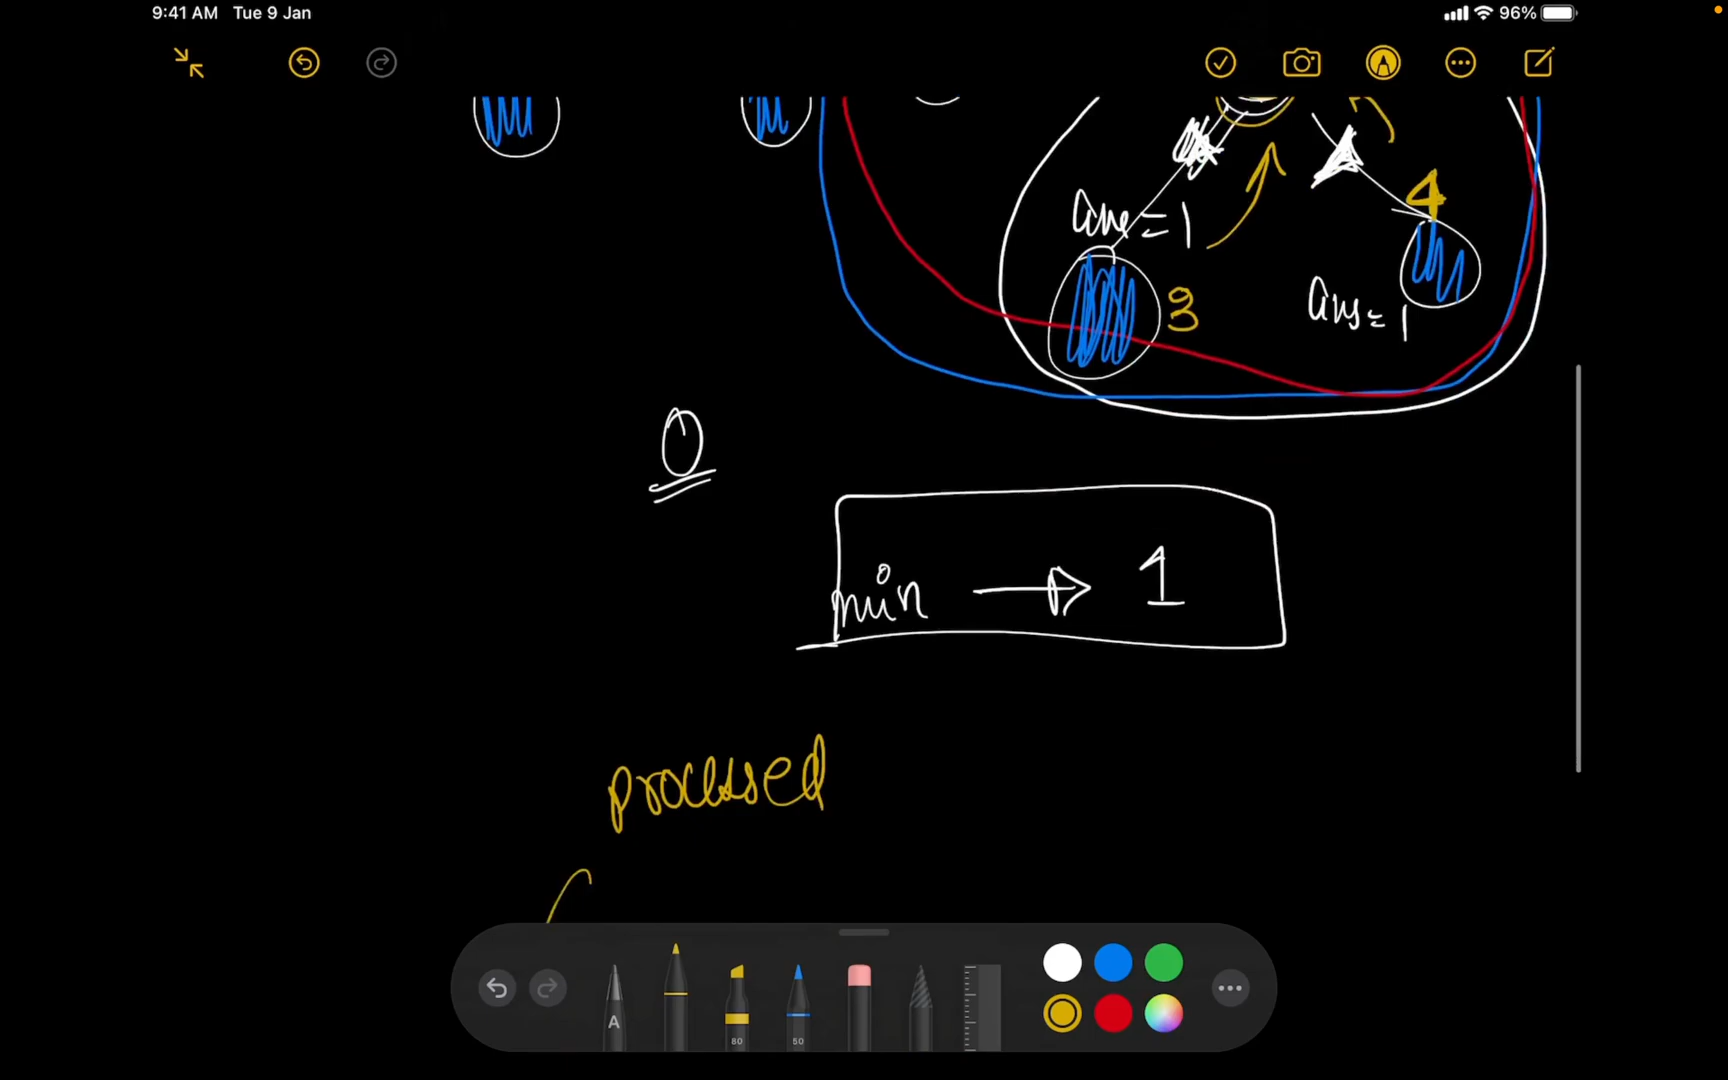 9:41 AM Tue 9 Jan
96%
4
ans = 1
3
ans = 1
0
min → 1
processed
A
80
50